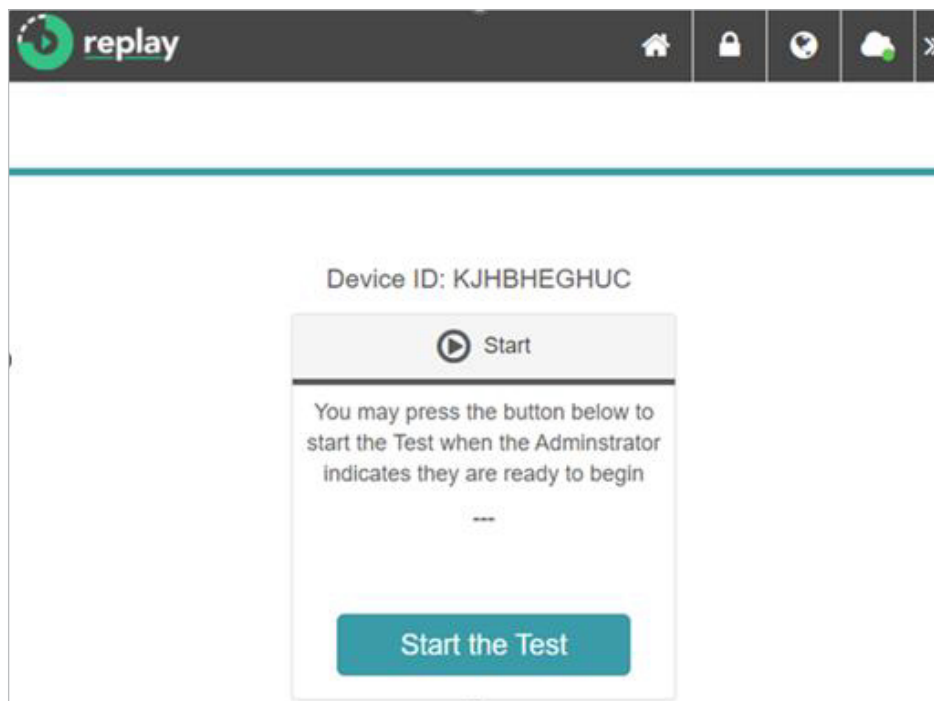 replay
Device ID: KJHBHEGHUC
Start
You may press the button below to
start the Test when the Adminstrator
indicates they are ready to begin
---
Start the Test